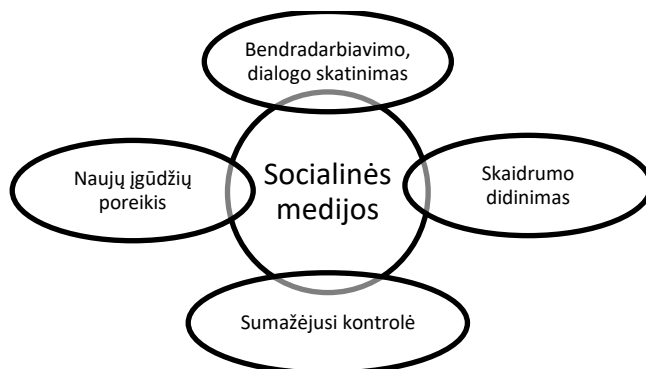 Bendradarbiavimo,
dialogo skatinimas
Naujų įgūdžių
poreikis
Socialinės
medijos
Skaidrumo
didinimas
Sumažėjusi kontrolė